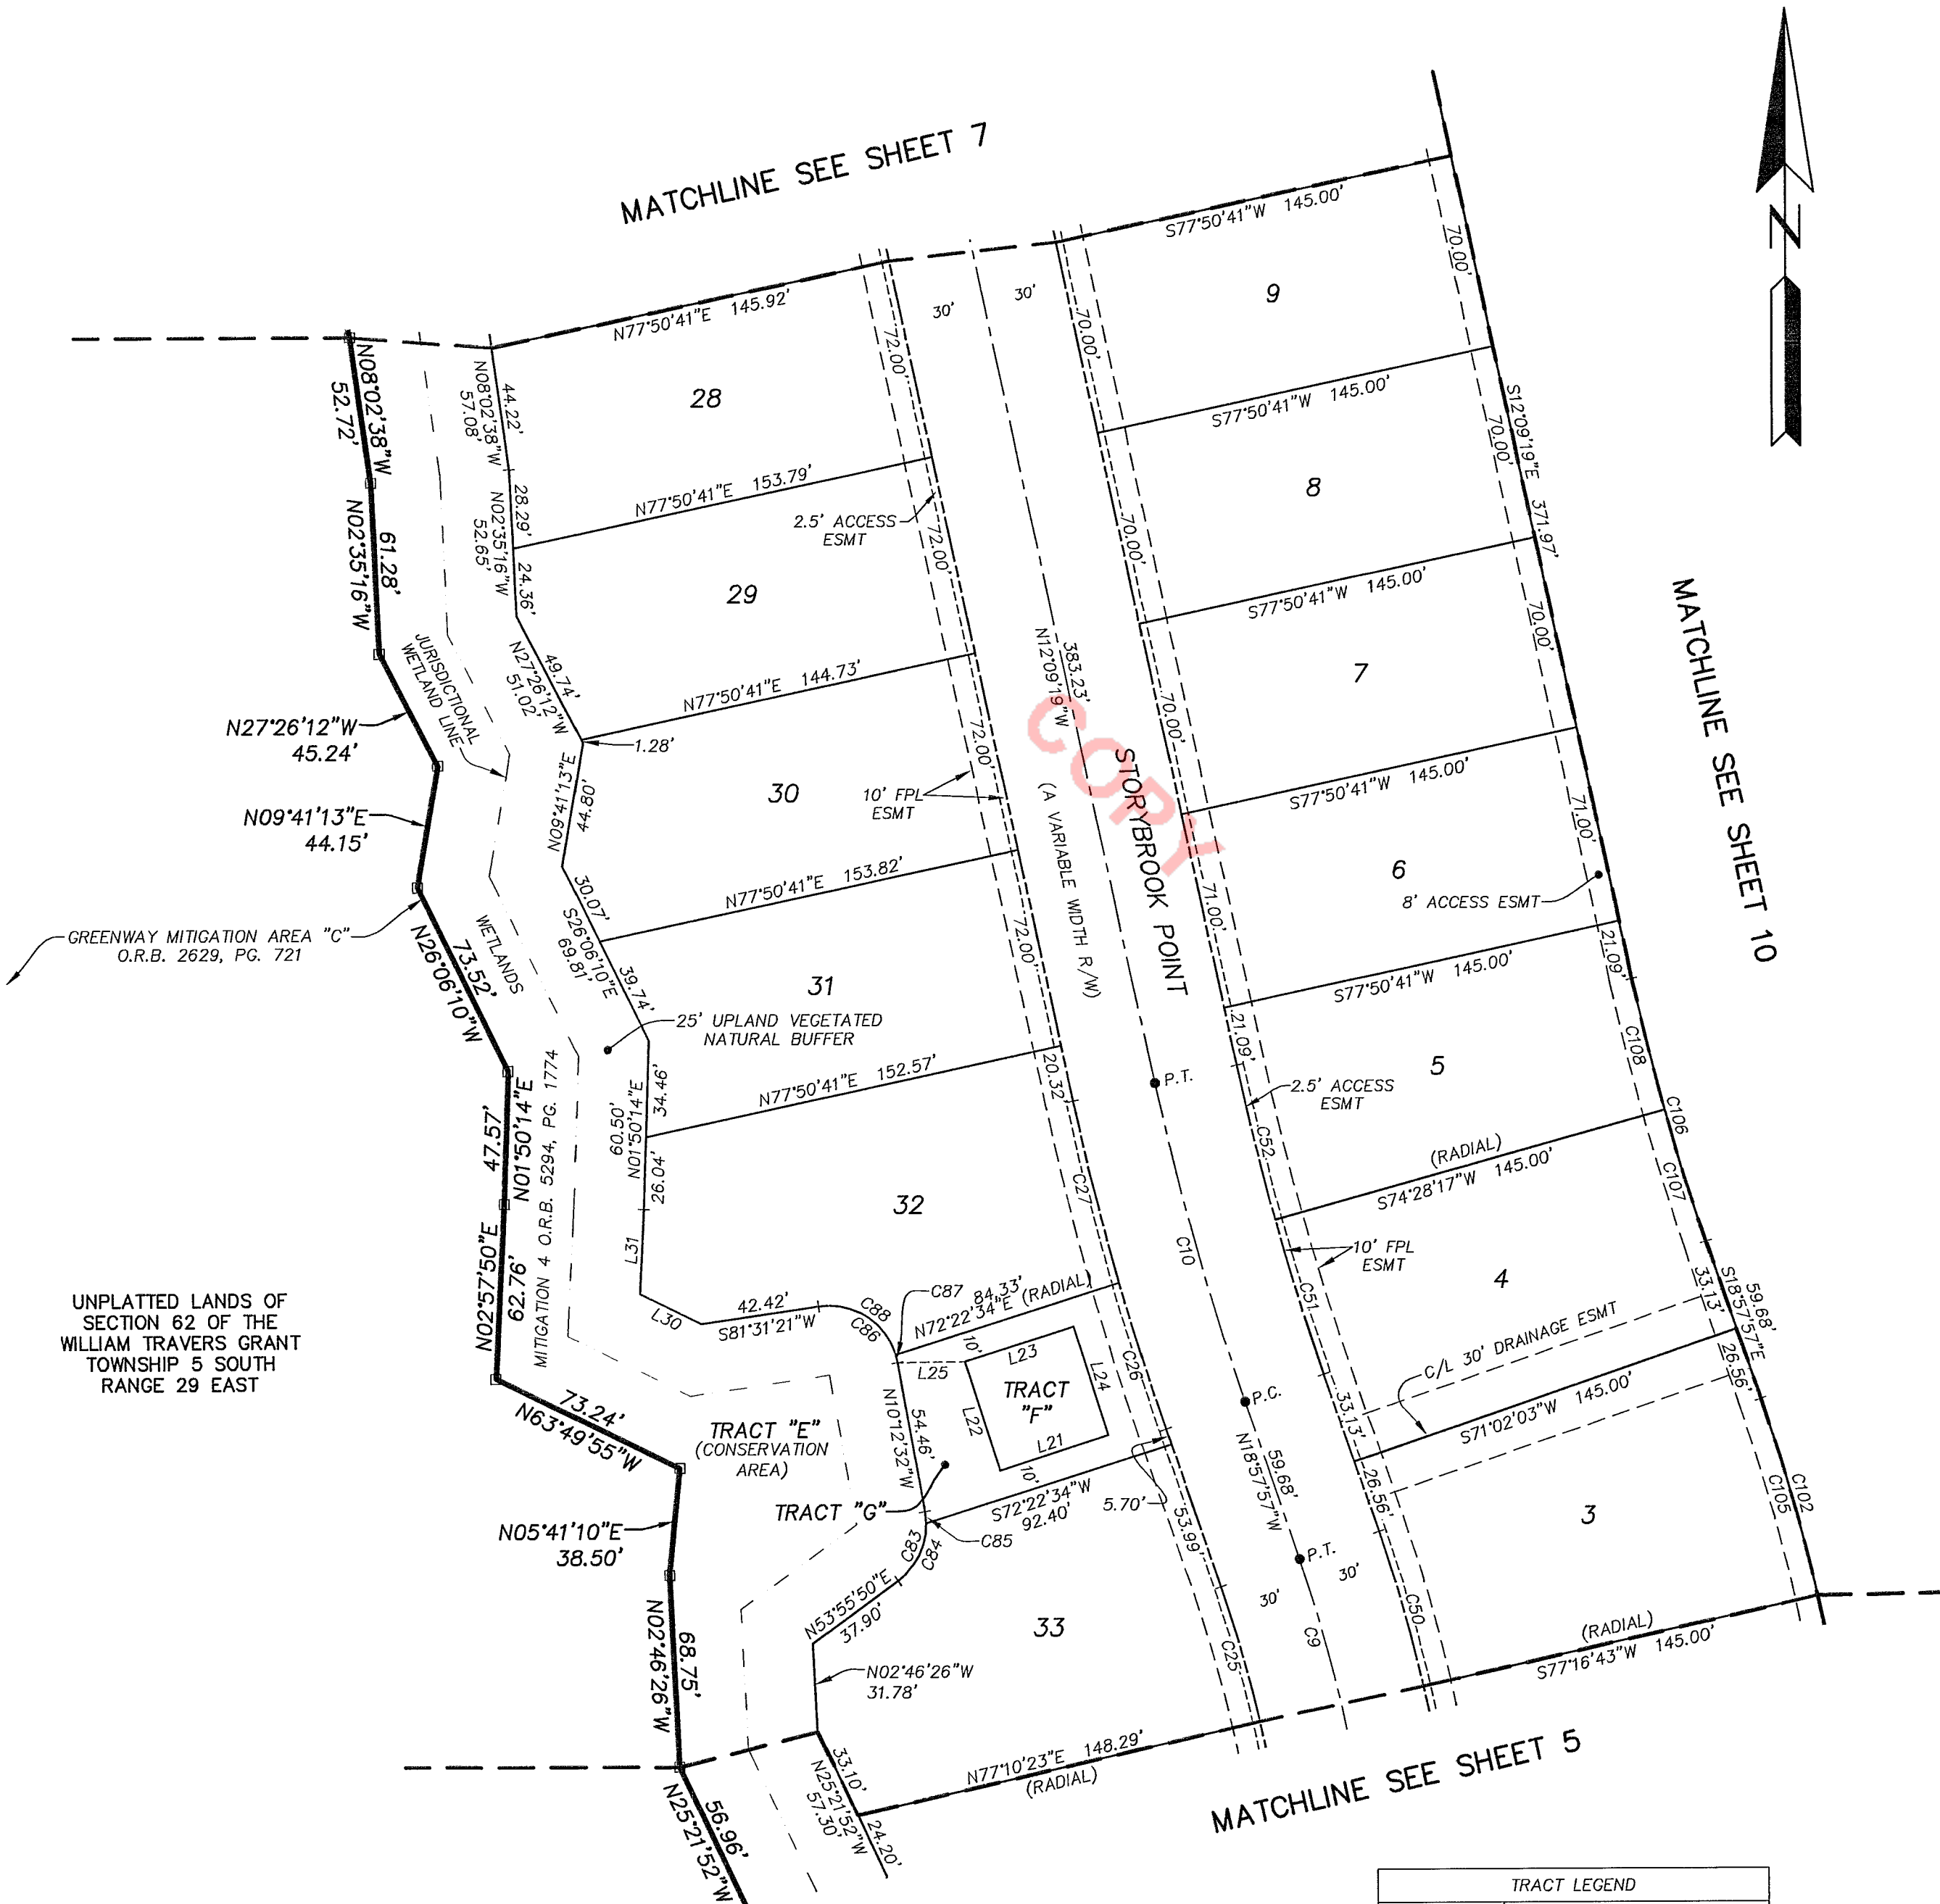 MATCHLINE SEE SHEET 7
N
S77°50'41"W 145.00'
70.00'
9
30'
30'
N77°50'41"E 145.92'
72.00'
70.00'
N08°02'38"W
52.72'
44.22'
N08°02'38"W
57.08'
28
S77°50'41"W 145.00'
S12°09'19"E 371.97'
70.00'
8
N77°50'41"E 153.79'
2.5' ACCESS
ESMT
72.00'
70.00'
61.28'
N02°35'16"W
28.29'
N02°35'16"W
52.65'
24.36'
29
S77°50'41"W 145.00'
70.00'
7
MATCHLINE SEE SHEET 10
JURISDICTIONAL
WETLAND LINE
49.74'
N27°26'12"W
51.02'
N77°50'41"E 144.73'
383.23'
N12°09'19"W
70.00'
N27°26'12"W
45.24'
1.28'
72.00'
COPY
STORYBROOK POINT
(A VARIABLE WIDTH R/W)
S77°50'41"W 145.00'
71.00'
30
10' FPL
ESMT
N09°41'13"E
44.15'
N09°41'13"E
44.80'
6
8' ACCESS ESMT
N77°50'41"E 153.82'
71.00'
GREENWAY MITIGATION AREA "C"
O.R.B. 2629, PG. 721
WETLANDS
73.52'
N26°06'10"W
30.07'
S26°06'10"E
69.81'
39.74'
72.00'
S77°50'41"W 145.00'
21.09'
31
25' UPLAND VEGETATED
NATURAL BUFFER
21.09'
C108
5
P.T.
2.5' ACCESS
ESMT
N77°50'41"E 152.57'
20.32'
47.57'
N01°50'14"E
MITIGATION 4 O.R.B. 5294, PG. 1774
60.50'
N01°50'14"E
34.46'
26.04'
C106
C52
(RADIAL)
S74°28'17"W 145.00'
C107
32
C27
C10
10' FPL
ESMT
4
L31
N02°57'50"E
62.76'
UNPLATTED LANDS OF
SECTION 62 OF THE
WILLIAM TRAVERS GRANT
TOWNSHIP 5 SOUTH
RANGE 29 EAST
L30
42.42'
S81°31'21"W
C88
C86
C87
84.33'
N72°22'34"E (RADIAL)
C51
33.13'
S18°57'57"E
59.68'
C/L 30' DRAINAGE ESMT
10'
L23
L25
TRACT
"F"
L24
L22
L21
10'
C26
P.C.
33.13'
S71°02'03"W 145.00'
26.56'
73.24'
N63°49'55"W
TRACT "E"
(CONSERVATION
AREA)
N10°12'32"W
54.46'
TRACT "G"
S72°22'34"W
92.40'
5.70'
59.68'
N18°57'57"W
26.56'
C102
C105
3
N05°41'10"E
38.50'
C83
C84
C85
53.99'
P.T.
30'
30'
N53°55'50"E
37.90'
33
C25
C9
C50
(RADIAL)
S77°16'43"W 145.00'
68.75'
N02°46'26"W
N02°46'26"W
31.78'
33.10'
N25°21'52"W
57.30'
24.20'
N77°10'23"E 148.29'
(RADIAL)
MATCHLINE SEE SHEET 5
56.96'
N25°21'52"W
TRACT LEGEND